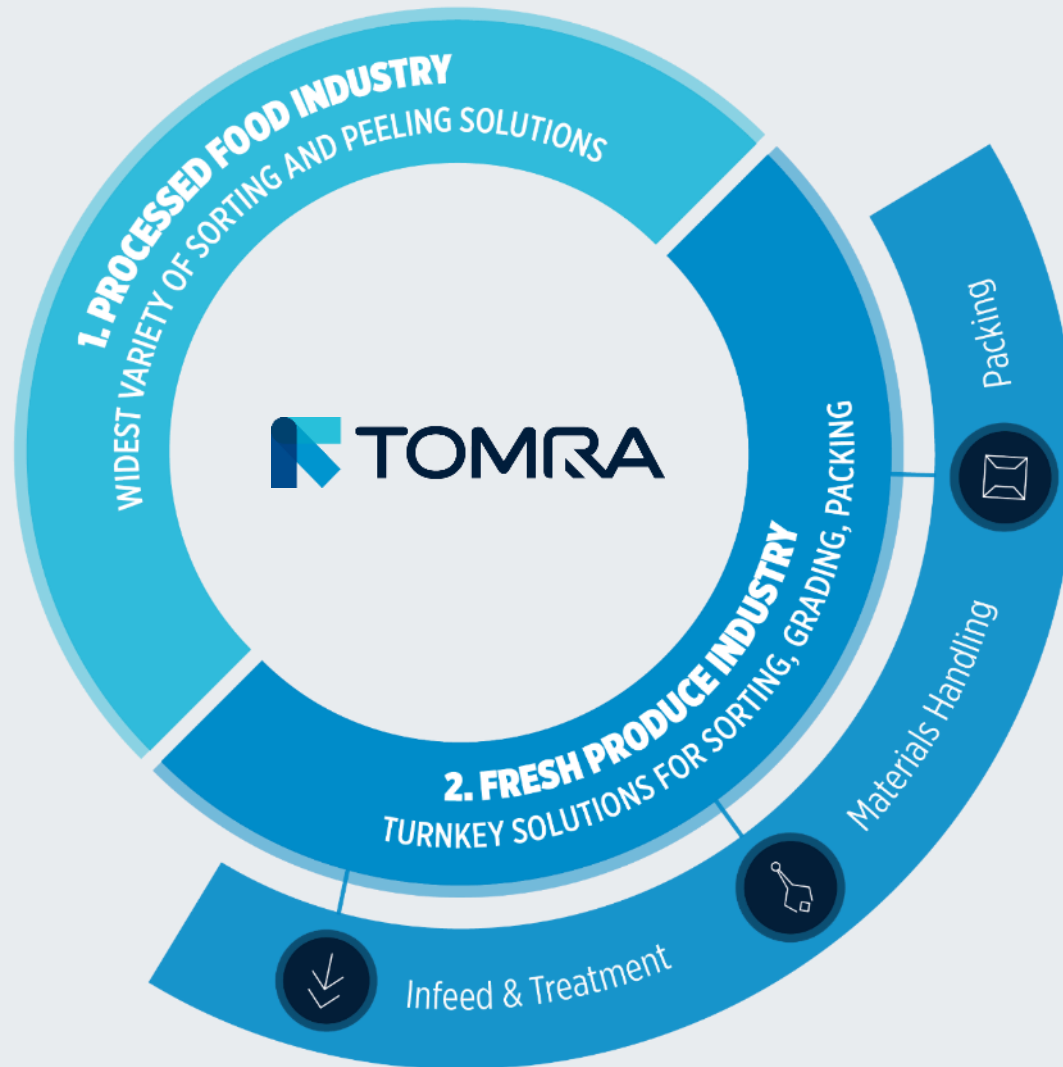 1. PROCESSED FOOD INDUSTRY
WIDEST VARIETY OF SORTING AND PEELING SOLUTIONS
TOMRA
2. FRESH PRODUCE INDUSTRY
TURNKEY SOLUTIONS FOR SORTING, GRADING, PACKING
Packing
Materials Handling
Infeed & Treatment